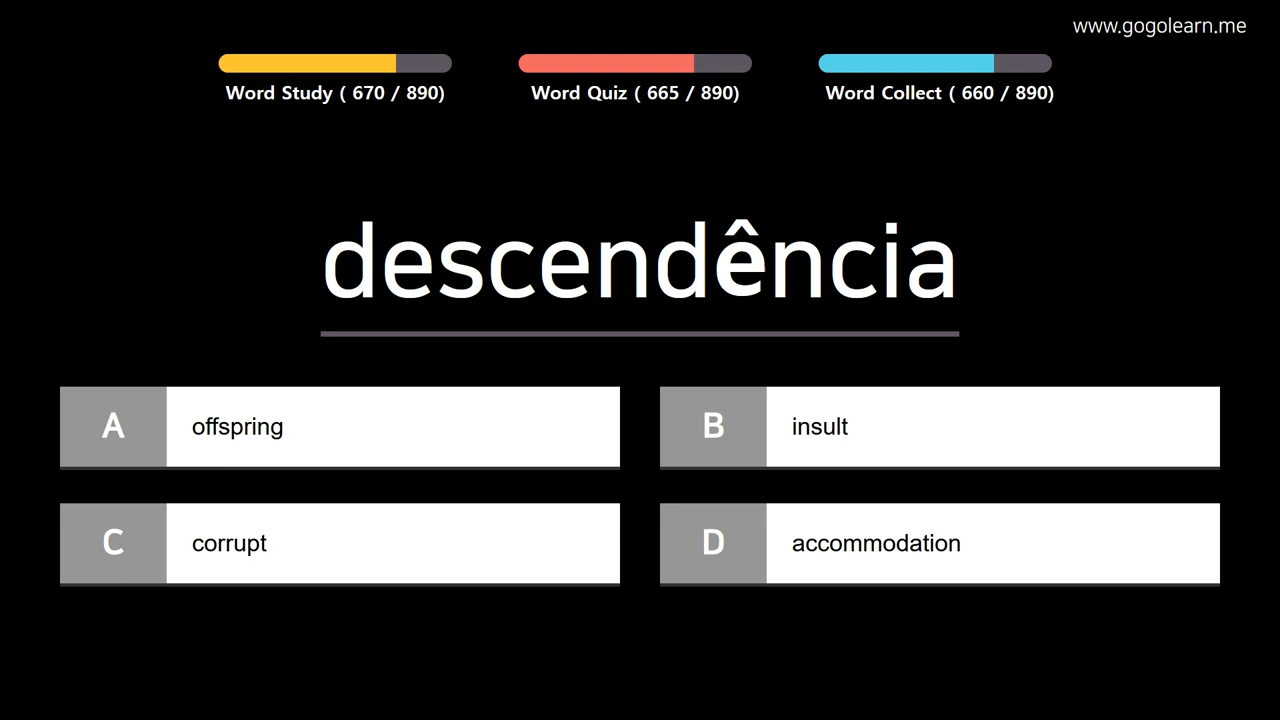 www.gogolearn.me
Word Study ( 670 / 890)
Word Quiz ( 665 / 890)
Word Collect ( 660 / 890)
descendência
A offspring
B insult
C corrupt
D accommodation